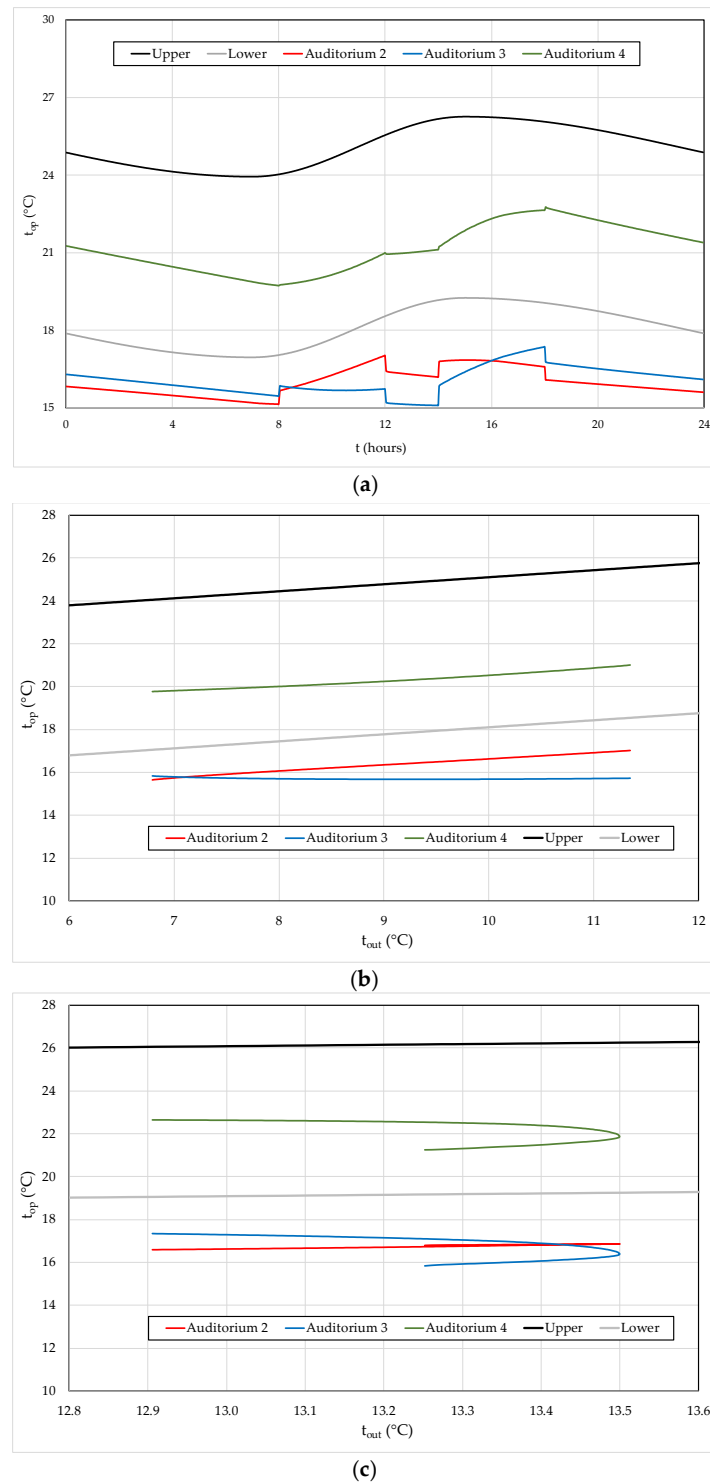 30
Upper Lower Auditorium 2 Auditorium 3 Auditorium 4
27
24
21
18
15
top (°C)
0 4 8 12 16 20 24
t (hours)
(a)
28
26
24
22
20
18
16
14
12
10
top (°C)
Auditorium 2 Auditorium 3 Auditorium 4 Upper Lower
6 7 8 9 10 11 12
tout (°C)
(b)
28
26
24
22
20
18
16
14
12
10
top (°C)
Auditorium 2 Auditorium 3 Auditorium 4 Upper Lower
12.8 12.9 13.0 13.1 13.2 13.3 13.4 13.5 13.6
tout (°C)
(c)